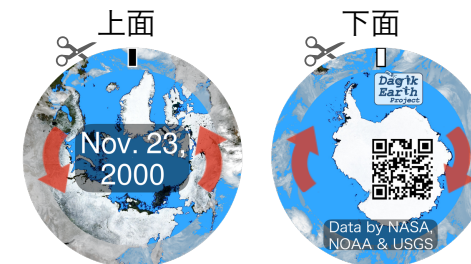 上面
下面
Nov. 23,
2000
Dagik
Earth
Project
Data by NASA,
NOAA & USGS